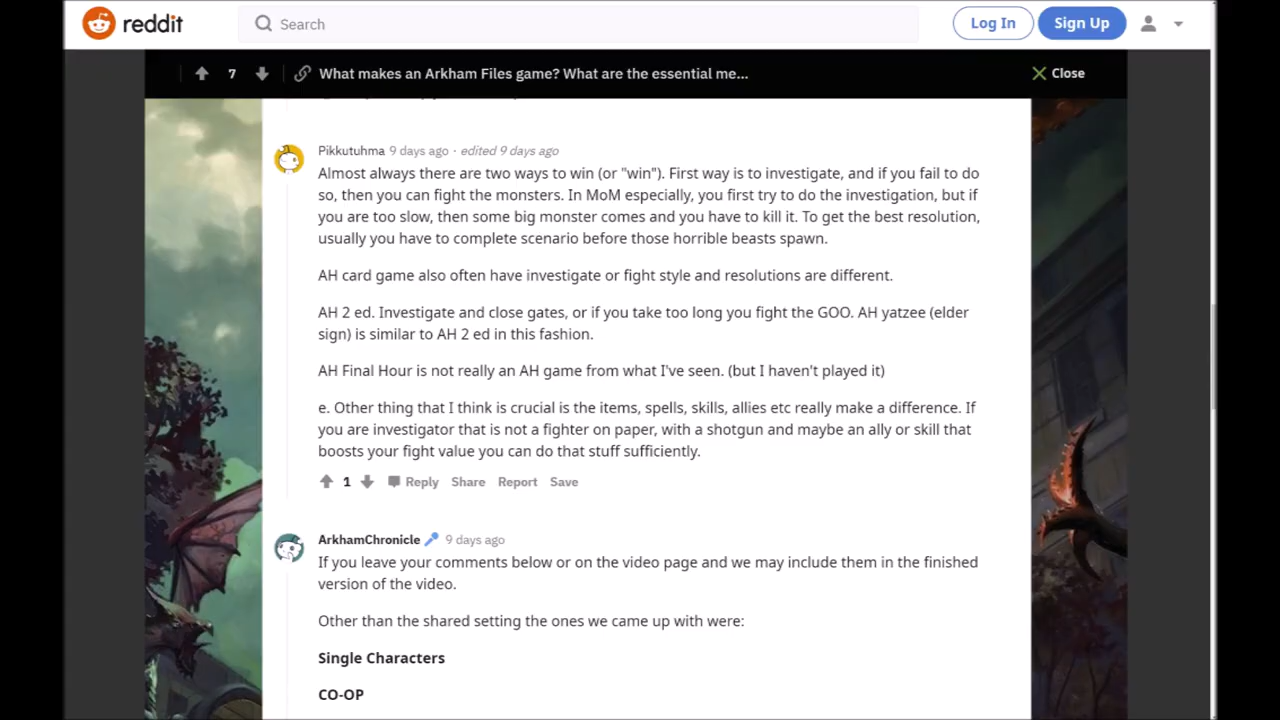 reddit
Search
Log In
Sign Up
7
What makes an Arkham Files game? What are the essential me...
Close
Pikkutuhma 9 days ago · edited 9 days ago
Almost always there are two ways to win (or "win"). First way is to investigate, and if you fail to do
so, then you can fight the monsters. In MoM especially, you first try to do the investigation, but if
you are too slow, then some big monster comes and you have to kill it. To get the best resolution,
usually you have to complete scenario before those horrible beasts spawn.
AH card game also often have investigate or fight style and resolutions are different.
AH 2 ed. Investigate and close gates, or if you take too long you fight the GOO. AH yatzee (elder
sign) is similar to AH 2 ed in this fashion.
AH Final Hour is not really an AH game from what I've seen. (but I haven't played it)
e. Other thing that I think is crucial is the items, spells, skills, allies etc really make a difference. If
you are investigator that is not a fighter on paper, with a shotgun and maybe an ally or skill that
boosts your fight value you can do that stuff sufficiently.
1 Reply Share Report Save
ArkhamChronicle 9 days ago
If you leave your comments below or on the video page and we may include them in the finished
version of the video.
Other than the shared setting the ones we came up with were:
Single Characters
CO-OP